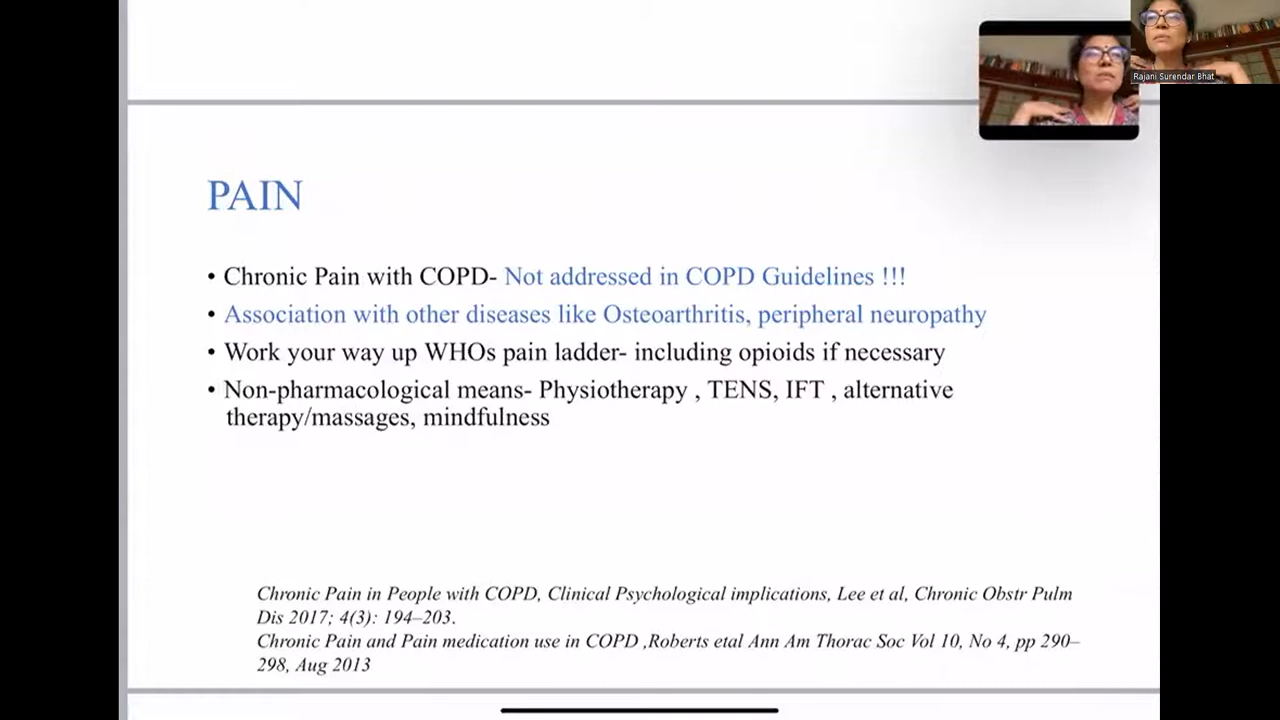 Rajani Surendar Bhat
PAIN
• Chronic Pain with COPD- Not addressed in COPD Guidelines !!!
• Association with other diseases like Osteoarthritis, peripheral neuropathy
• Work your way up WHOs pain ladder- including opioids if necessary
• Non-pharmacological means- Physiotherapy , TENS, IFT , alternative
therapy/massages, mindfulness
Chronic Pain in People with COPD, Clinical Psychological implications, Lee et al, Chronic Obstr Pulm
Dis 2017; 4(3): 194–203.
Chronic Pain and Pain medication use in COPD ,Roberts etal Ann Am Thorac Soc Vol 10, No 4, pp 290–
298, Aug 2013